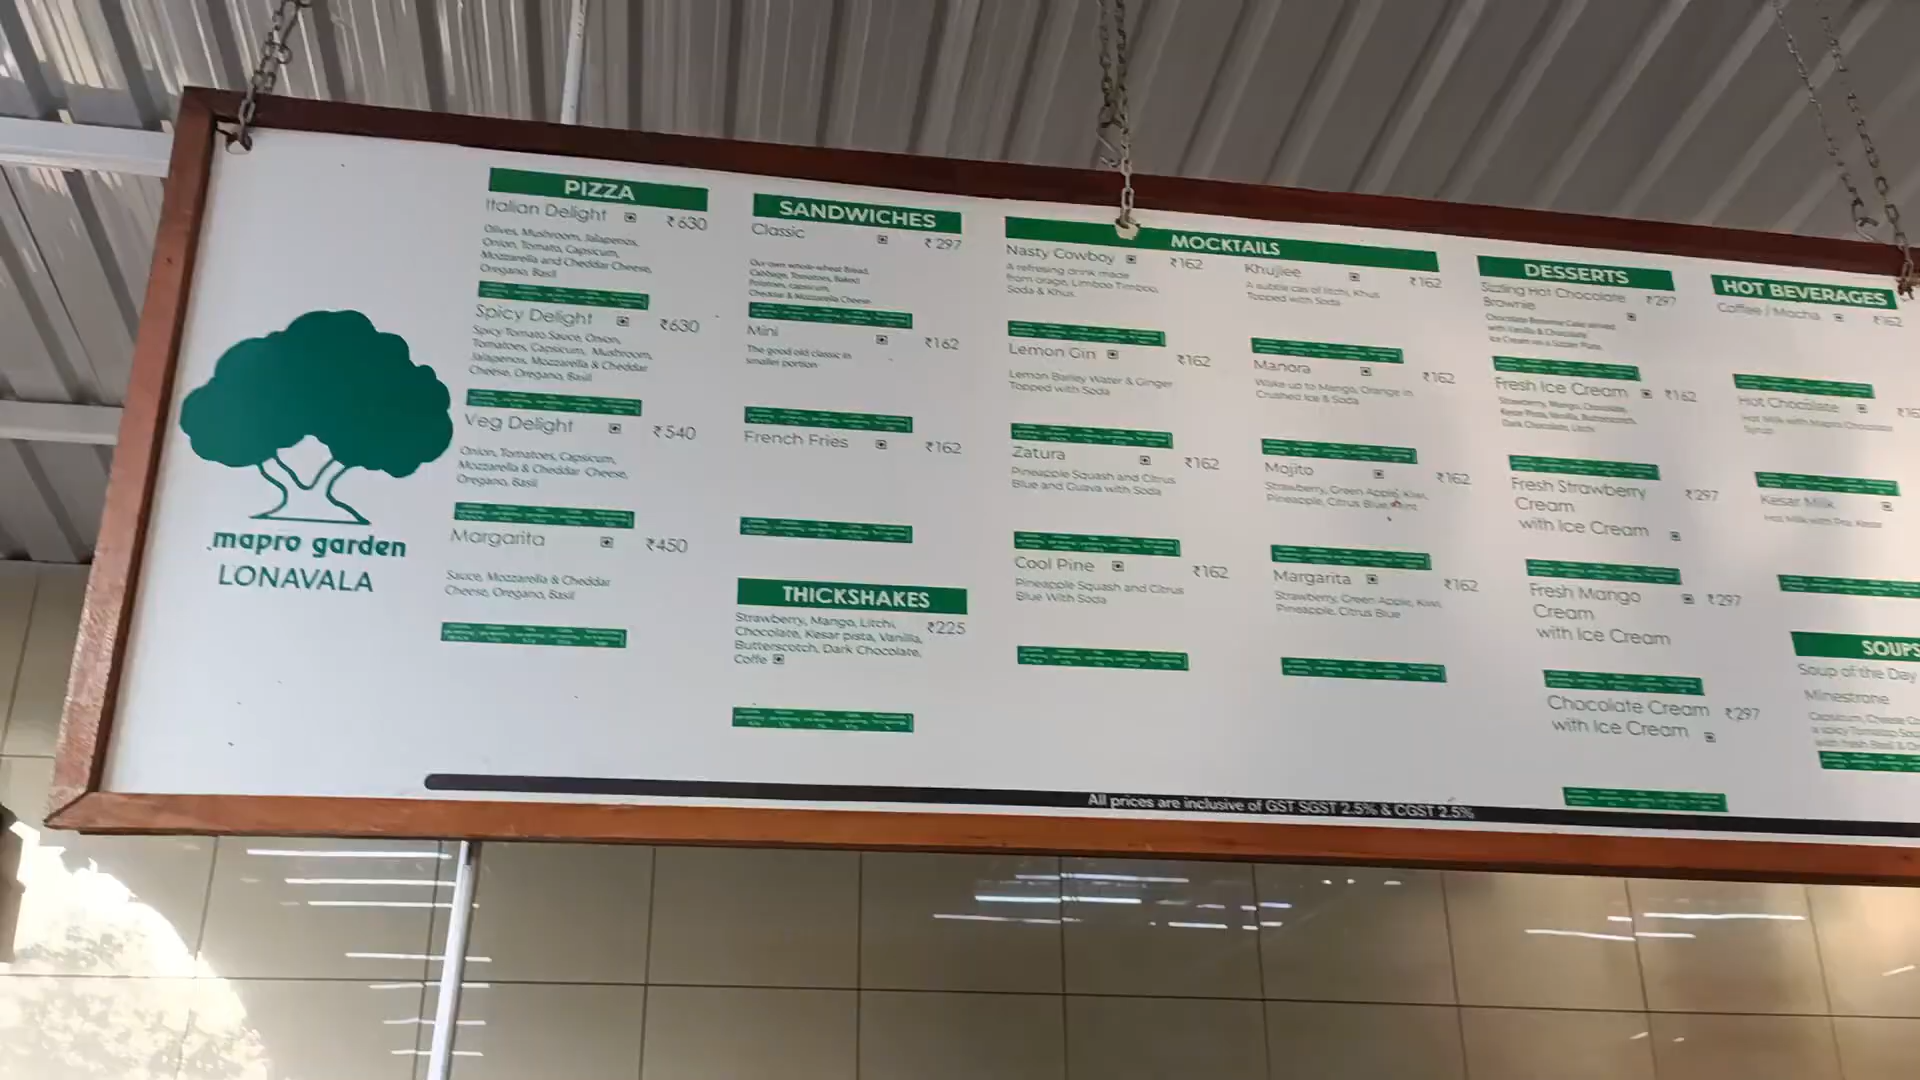 mapro garden
LONAVALA
PIZZA
Italian Delight ₹630
Olives, Mushroom, Jalapenos,
Onion, Tomato, Capsicum,
Mozzarella and Cheddar Cheese,
Oregano, Basil
Spicy Delight ₹630
Spicy Tomato Sauce, Onion,
Tomatoes, Capsicum, Mushroom,
Jalapenos, Mozzarella & Cheddar
Cheese, Oregano, Basil
Veg Delight ₹540
Onion, Tomatoes, Capsicum,
Mozzarella & Cheddar Cheese,
Oregano, Basil
Margarita ₹450
Sauce, Mozzarella & Cheddar
Cheese, Oregano, Basil
SANDWICHES
Classic ₹297
Our own whole-wheat Bread,
Cabbage, Tomatoes, Baked
Potatoes, capsicum,
Cheddar & Mozzarella Cheese
Mini ₹162
The good old classic in
smaller portion
French Fries ₹162
THICKSHAKES
Strawberry, Mango, Litchi, ₹225
Chocolate, Kesar pista, Vanilla,
Butterscotch, Dark Chocolate,
Coffe
MOCKTAILS
Nasty Cowboy ₹162
A refresing drink made
from orage, Limboo Timboo,
Soda & Khus
Lemon Gin ₹162
Lemon Barley Water & Ginger
Topped with Soda
Zatura ₹162
Pineapple Squash and Citrus
Blue and Guava with Soda
Cool Pine ₹162
Pineapple Squash and Citrus
Blue With Soda
Khujlee ₹162
A subtle cas of litchi, Khus
Topped with Soda
Manora ₹162
Wake up to Mango, Orange in
Crushed Ice & Soda
Mojito ₹162
Strawberry, Green Apple, Kiwi,
Pineapple, Citrus Blue, Mint
Margarita ₹162
Strawberry, Green Apple, Kiwi,
Pineapple, Citrus Blue
DESSERTS
Sizzling Hot Chocolate ₹297
Brownie
Chocolate Brownie Cake served
with Vanilla & Chocolate
Ice Cream on a Sizzler Plate
Fresh Ice Cream ₹162
Strawberry, Mango, Chocolate,
Kesar Pista, Vanilla, Butterscotch,
Dark Chocolate, Litchi
Fresh Strawberry ₹297
Cream
with Ice Cream
Fresh Mango ₹297
Cream
with Ice Cream
Chocolate Cream ₹297
with Ice Cream
HOT BEVERAGES
Coffee / Mocha ₹162
Hot Chocolate
Hot Milk with Mapro Chocolate
Syrup
Kesar Milk
Hot Milk with
SOUPS
Soup of the Day
Minestrone
Capsicum, Cheese
a spicy
with fresh Basil &
All prices are inclusive of GST SGST 2.5% & CGST 2.5%